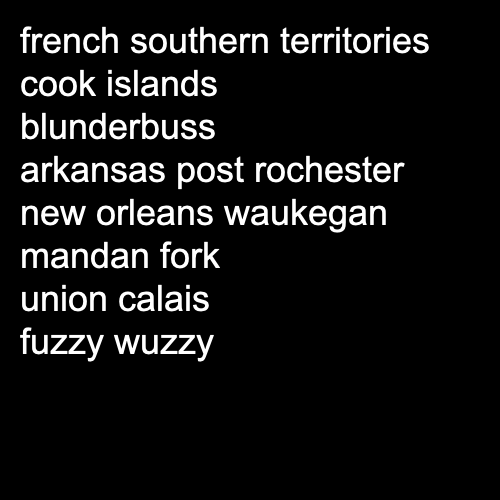 french southern territories
cook islands
blunderbuss
arkansas post rochester
new orleans waukegan
mandan fork
union calais
fuzzy wuzzy